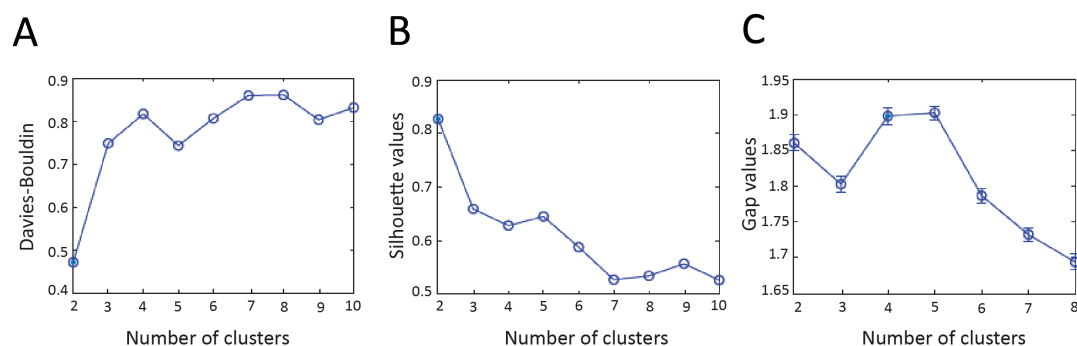 A
B
C
Davies-Bouldin
0.9
0.8
0.7
0.6
0.5
0.4
2 3 4 5 6 7 8 9 10
Number of clusters
Silhouette values
0.9
0.8
0.7
0.6
0.5
2 3 4 5 6 7 8 9 10
Number of clusters
Gap values
1.95
1.9
1.85
1.8
1.75
1.7
1.65
2 3 4 5 6 7 8
Number of clusters